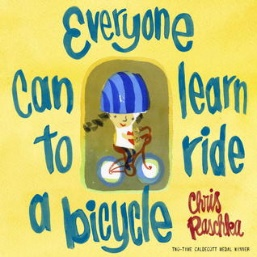 Everyone
can learn
to ride
a bicycle
Chris
Raschka
TWO-TIME CALDECOTT MEDAL WINNER